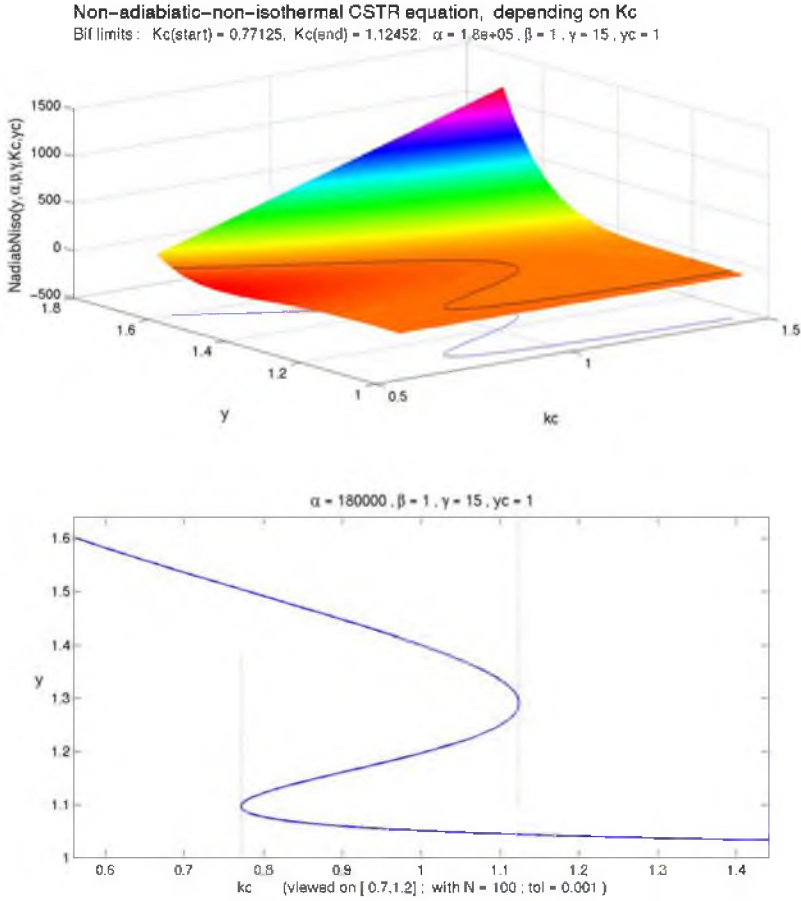 Non-adiabiatic-non-isothermal CSTR equation, depending on Kc
Bif limits : Kc(start) = 0.77125, Kc(end) = 1.12452; α = 1.8e+05 , β = 1 , γ = 15 , yc = 1
NadiabNiso(y,α,β,γ,Kc,yc)
1500
1000
500
0
-500
1.8
1.6
1.4
1.2
1
0.5
1
1.5
y
kc
α = 180000 , β = 1 , γ = 15 , yc = 1
1.6
1.5
1.4
1.3
1.2
1.1
1
y
0.6 0.7 0.8 0.9 1 1.1 1.2 1.3 1.4
kc (viewed on [ 0.7,1.2] ; with N = 100 ; tol = 0.001 )